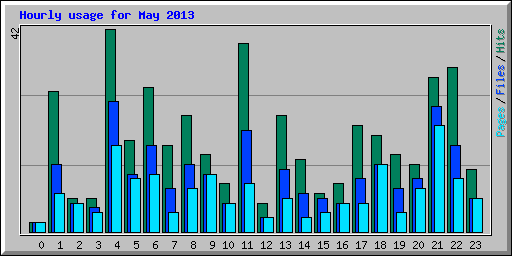 Hourly usage for May 2013
42
Pages / Files / Hits
0 1 2 3 4 5 6 7 8 9 10 11 12 13 14 15 16 17 18 19 20 21 22 23